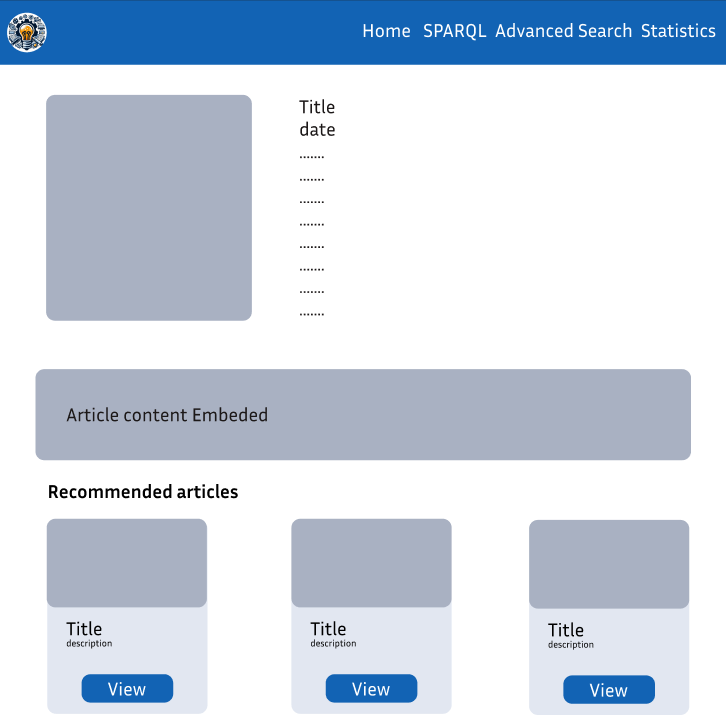 Home SPARQL Advanced Search Statistics
Title
date
.......
.......
.......
.......
.......
.......
.......
.......
Article content Embeded
Recommended articles
Title
description
View
Title
description
View
Title
description
View